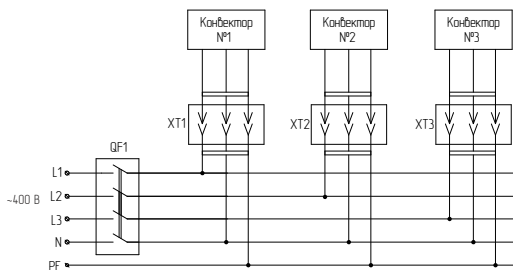 Конвектор
№1
Конвектор
№2
Конвектор
№3
XT1
XT2
XT3
QF1
L1
L2
~400 В
L3
N
PE